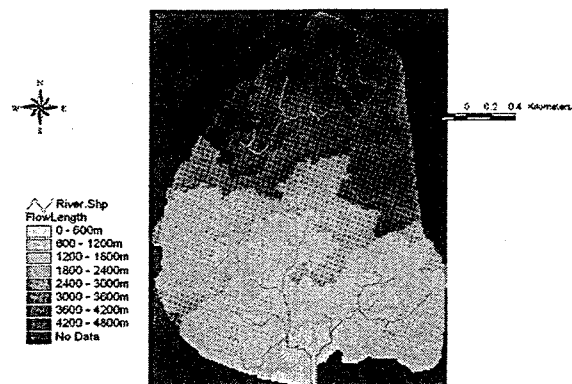 N
W E
S
0 0.2 0.4 Kilometers
River.Shp
FlowLength
0 - 600m
600 - 1200m
1200 - 1800m
1800 - 2400m
2400 - 3000m
3000 - 3600m
3600 - 4200m
4200 - 4800m
No Data